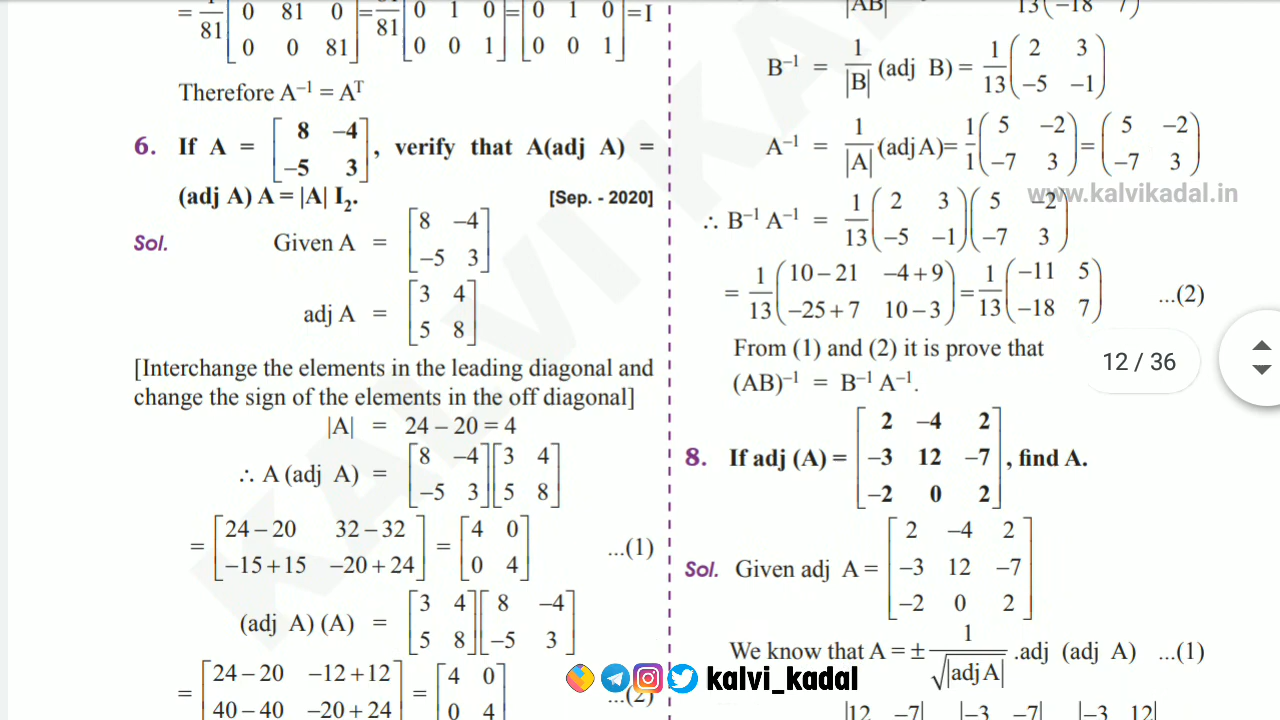 = 1/81 [0 81 0 = /81 [0 1 0 = [0 1 0 = I
0 0 81] 0 0 1] 0 0 1]
Therefore A⁻¹ = Aᵀ
6. If A = [8 –4
–5 3], verify that A(adj A) =
(adj A) A = |A| I₂. [Sep. - 2020]
Sol. Given A = [8 –4
–5 3]
adj A = [3 4
5 8]
[Interchange the elements in the leading diagonal and
change the sign of the elements in the off diagonal]
|A| = 24 – 20 = 4
∴ A (adj A) = [8 –4 [3 4
–5 3] 5 8]
= [24 – 20 32 – 32 = [4 0 ...(1)
–15 + 15 –20 + 24] 0 4]
(adj A) (A) = [3 4 [8 –4
5 8] –5 3]
= [24 – 20 –12 + 12 = [4 0 ...(2)
40 – 40 –20 + 24 0 4
|AB| 13(–18 7)
B⁻¹ = 1/|B| (adj B) = 1/13 (2 3
–5 –1)
A⁻¹ = 1/|A| (adj A) = 1/1 (5 –2 = (5 –2
–7 3) –7 3)
www.kalvikadal.in
∴ B⁻¹ A⁻¹ = 1/13 (2 3 (5 –2
–5 –1) –7 3)
= 1/13 (10 – 21 –4 + 9 = 1/13 (–11 5 ...(2)
–25 + 7 10 – 3) –18 7)
From (1) and (2) it is prove that
(AB)⁻¹ = B⁻¹ A⁻¹.
12 / 36
8. If adj (A) = [2 –4 2
–3 12 –7
–2 0 2], find A.
Sol. Given adj A = [2 –4 2
–3 12 –7
–2 0 2]
We know that A = ± 1/√|adj A| .adj (adj A) ...(1)
|12 –7| |–3 –7| |–3 12|
kalvi_kadal
KALVI KADAL